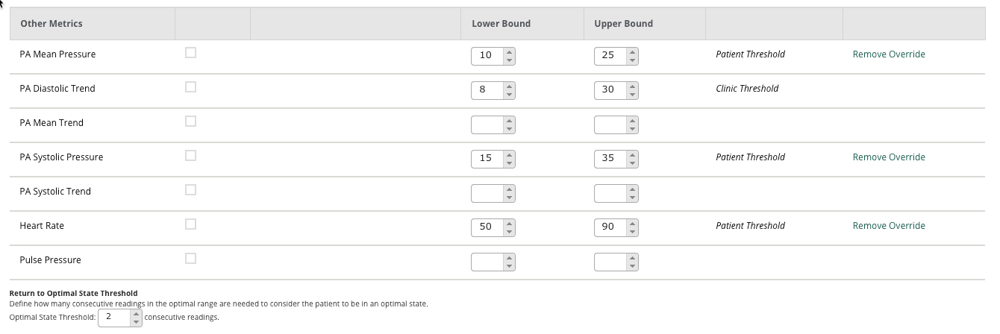 Other Metrics Lower Bound Upper Bound
PA Mean Pressure 10 25 Patient Threshold Remove Override
PA Diastolic Trend 8 30 Clinic Threshold
PA Mean Trend
PA Systolic Pressure 15 35 Patient Threshold Remove Override
PA Systolic Trend
Heart Rate 50 90 Patient Threshold Remove Override
Pulse Pressure
Return to Optimal State Threshold
Define how many consecutive readings in the optimal range are needed to consider the patient to be in an optimal state.
Optimal State Threshold: 2 consecutive readings.